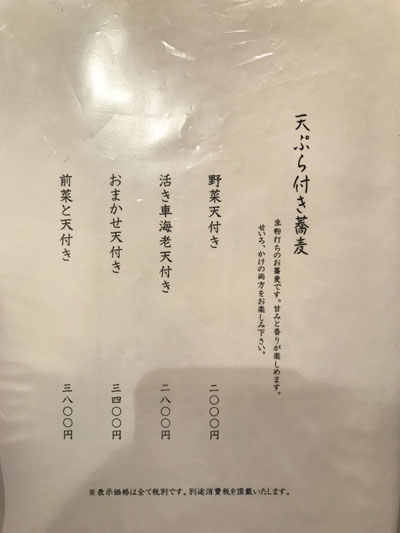 天ぷら付き蕎麦
生粉打ちのお蕎麦です。甘みと香りが楽しめます。
せいろ、かけの両方をお楽しみ下さい。
野菜天付き 二〇〇〇円
活き車海老天付き 二八〇〇円
おまかせ天付き 三四〇〇円
前菜と天付き 三八〇〇円
※表示価格は全て税別です。別途消費税を頂戴いたします。